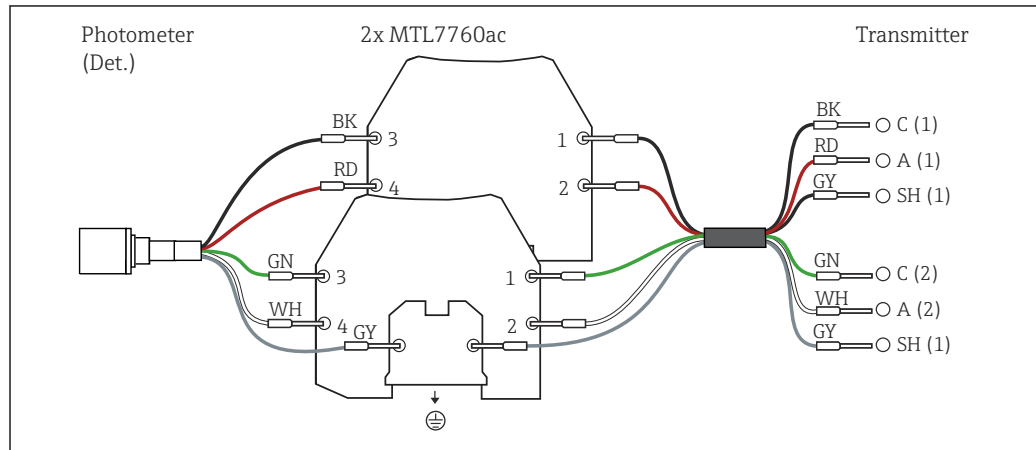 Photometer
(Det.)
2x MTL7760ac
Transmitter
BK
3
1
BK
C (1)
RD
4
2
RD
A (1)
GY
SH (1)
GN
3
1
GN
C (2)
WH
4
2
WH
A (2)
GY
GY
SH (1)